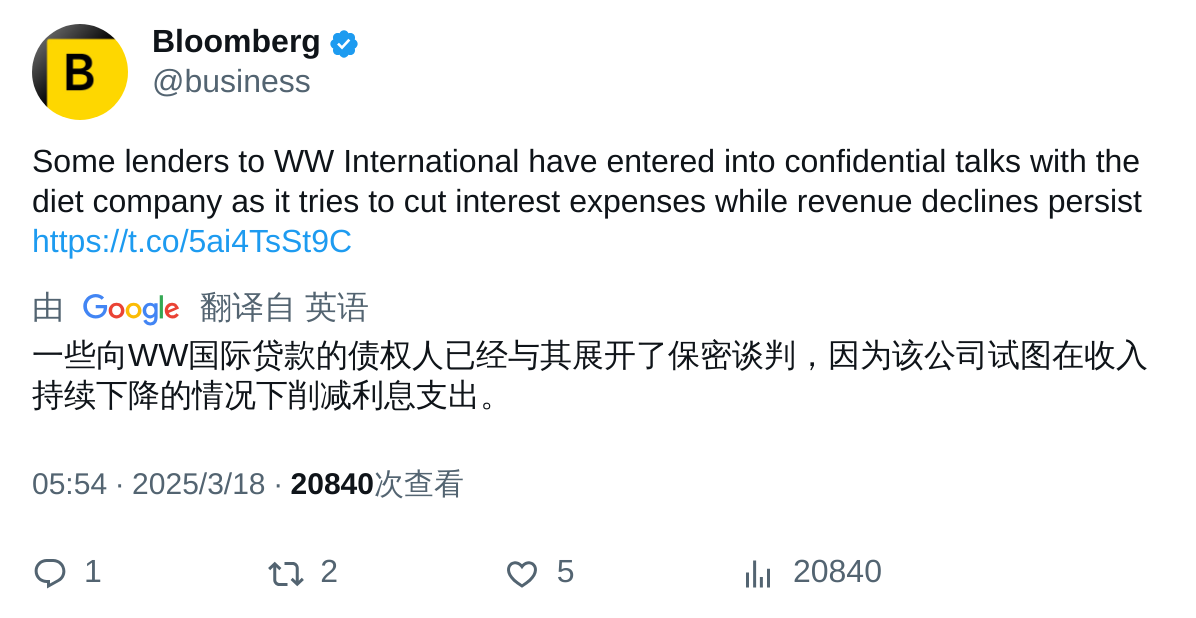 B
Bloomberg
@business
Some lenders to WW International have entered into confidential talks with the
diet company as it tries to cut interest expenses while revenue declines persist
https://t.co/5ai4TsSt9C
由 Google 翻译自 英语
一些向WW国际贷款的债权人已经与其展开了保密谈判，因为该公司试图在收入
持续下降的情况下削减利息支出。
05:54 · 2025/3/18 · 20840次查看
1 2 5 20840